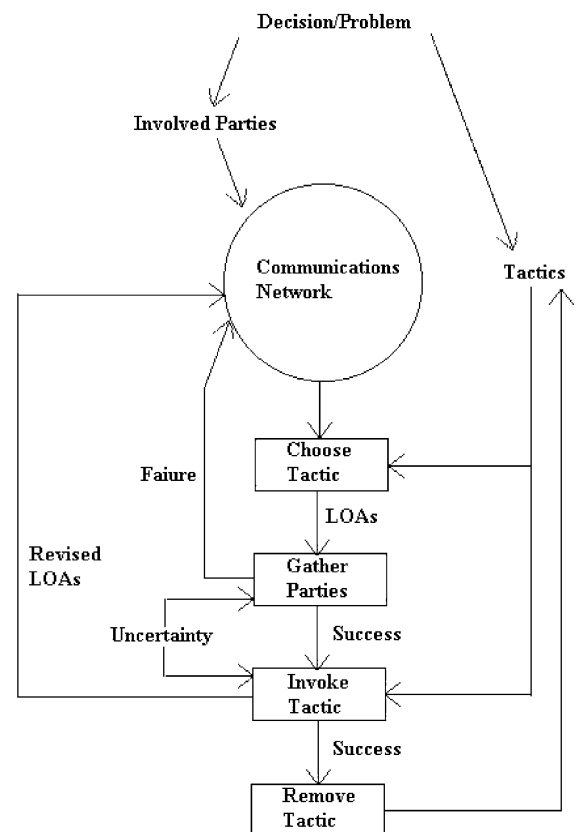 Decision/Problem
Involved Parties
Communications
Network
Tactics
Choose
Tactic
Faiure
LOAs
Revised
LOAs
Gather
Parties
Uncertainty
Success
Invoke
Tactic
Success
Remove
Tactic